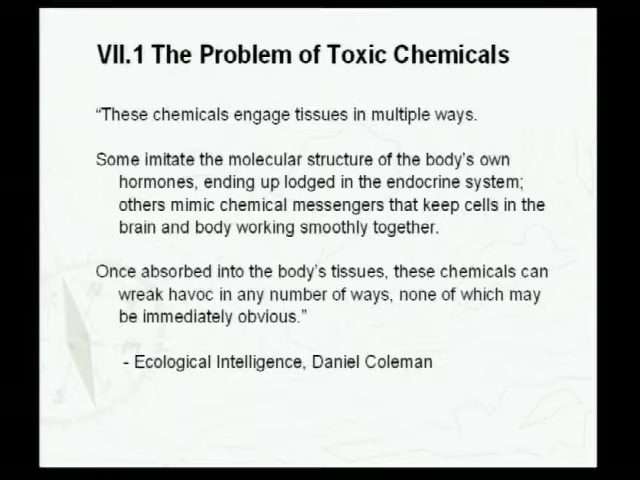 VII.1 The Problem of Toxic Chemicals
“These chemicals engage tissues in multiple ways.
Some imitate the molecular structure of the body’s own
hormones, ending up lodged in the endocrine system;
others mimic chemical messengers that keep cells in the
brain and body working smoothly together.
Once absorbed into the body’s tissues, these chemicals can
wreak havoc in any number of ways, none of which may
be immediately obvious.”
- Ecological Intelligence, Daniel Coleman